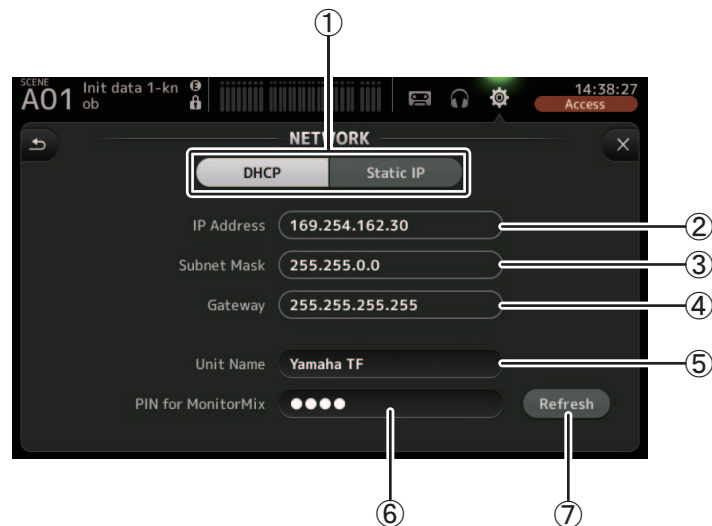 ①
SCENE
A01 Init data 1-kn E
ob
14:38:27
Access
NETWORK
DHCP Static IP
IP Address 169.254.162.30 ②
Subnet Mask 255.255.0.0 ③
Gateway 255.255.255.255 ④
Unit Name Yamaha TF ⑤
PIN for MonitorMix ●●●● Refresh
⑥ ⑦